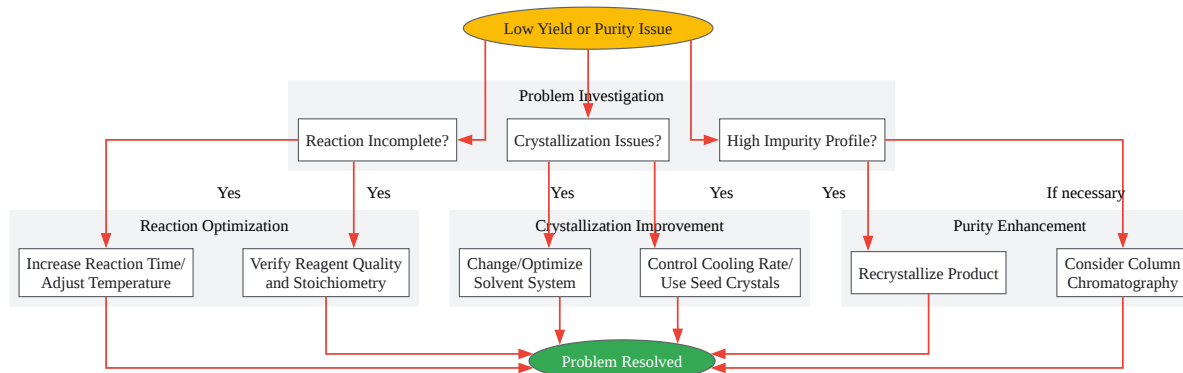 Low Yield or Purity Issue
Problem Investigation
Reaction Incomplete?
Crystallization Issues?
High Impurity Profile?
Yes
Yes
Yes
Yes
Yes
If necessary
Reaction Optimization
Crystallization Improvement
Purity Enhancement
Increase Reaction Time/
Adjust Temperature
Verify Reagent Quality
and Stoichiometry
Change/Optimize
Solvent System
Control Cooling Rate/
Use Seed Crystals
Recrystallize Product
Consider Column
Chromatography
Problem Resolved